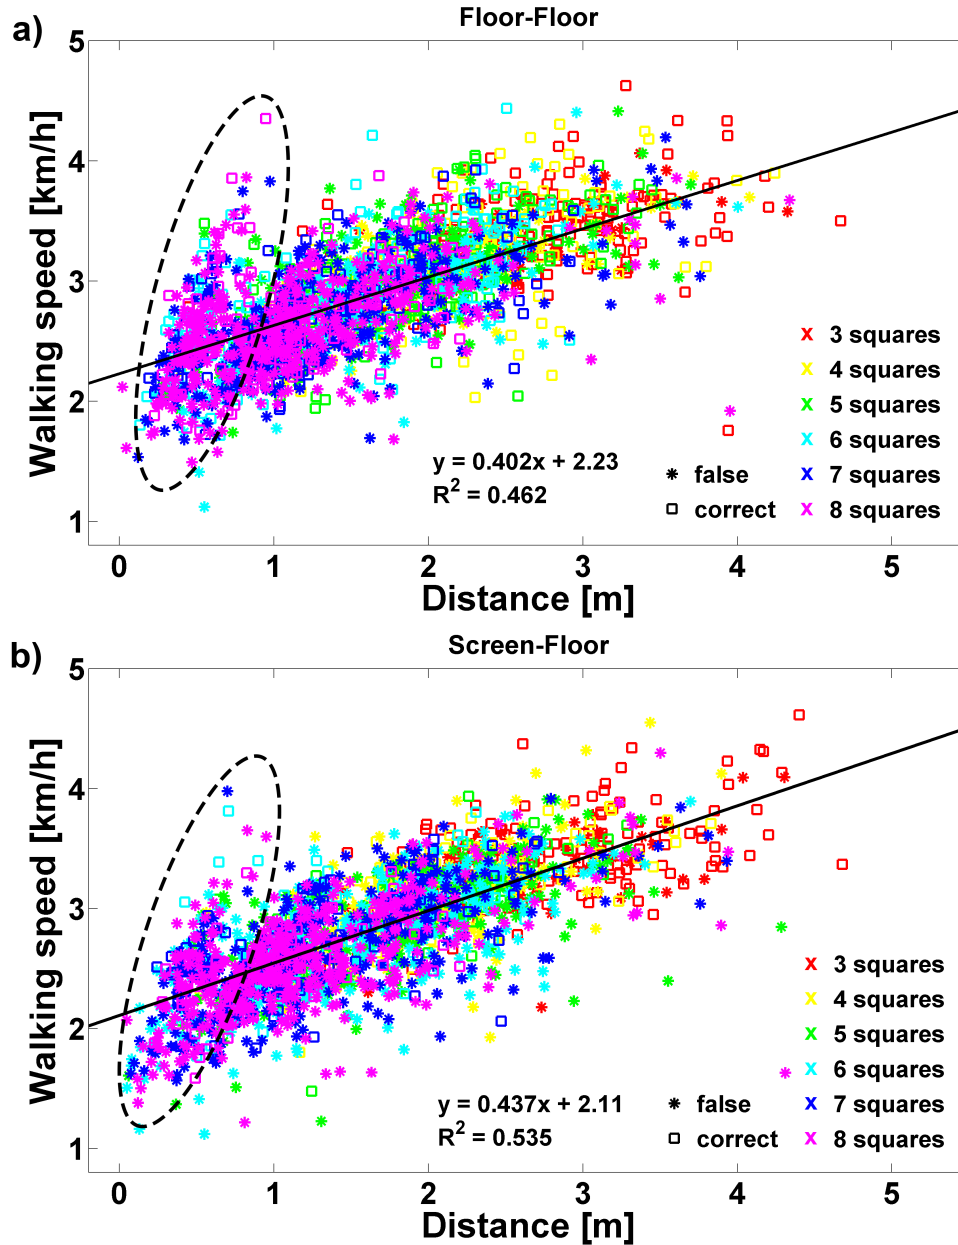 a)
Floor-Floor
5
4
3
2
1
Walking speed [km/h]
x 3 squares
x 4 squares
x 5 squares
x 6 squares
x 7 squares
x 8 squares
y = 0.402x + 2.23
R² = 0.462
false
correct
0 1 2 3 4 5
Distance [m]
b)
Screen-Floor
5
4
3
2
1
Walking speed [km/h]
x 3 squares
x 4 squares
x 5 squares
x 6 squares
x 7 squares
x 8 squares
y = 0.437x + 2.11
R² = 0.535
false
correct
0 1 2 3 4 5
Distance [m]